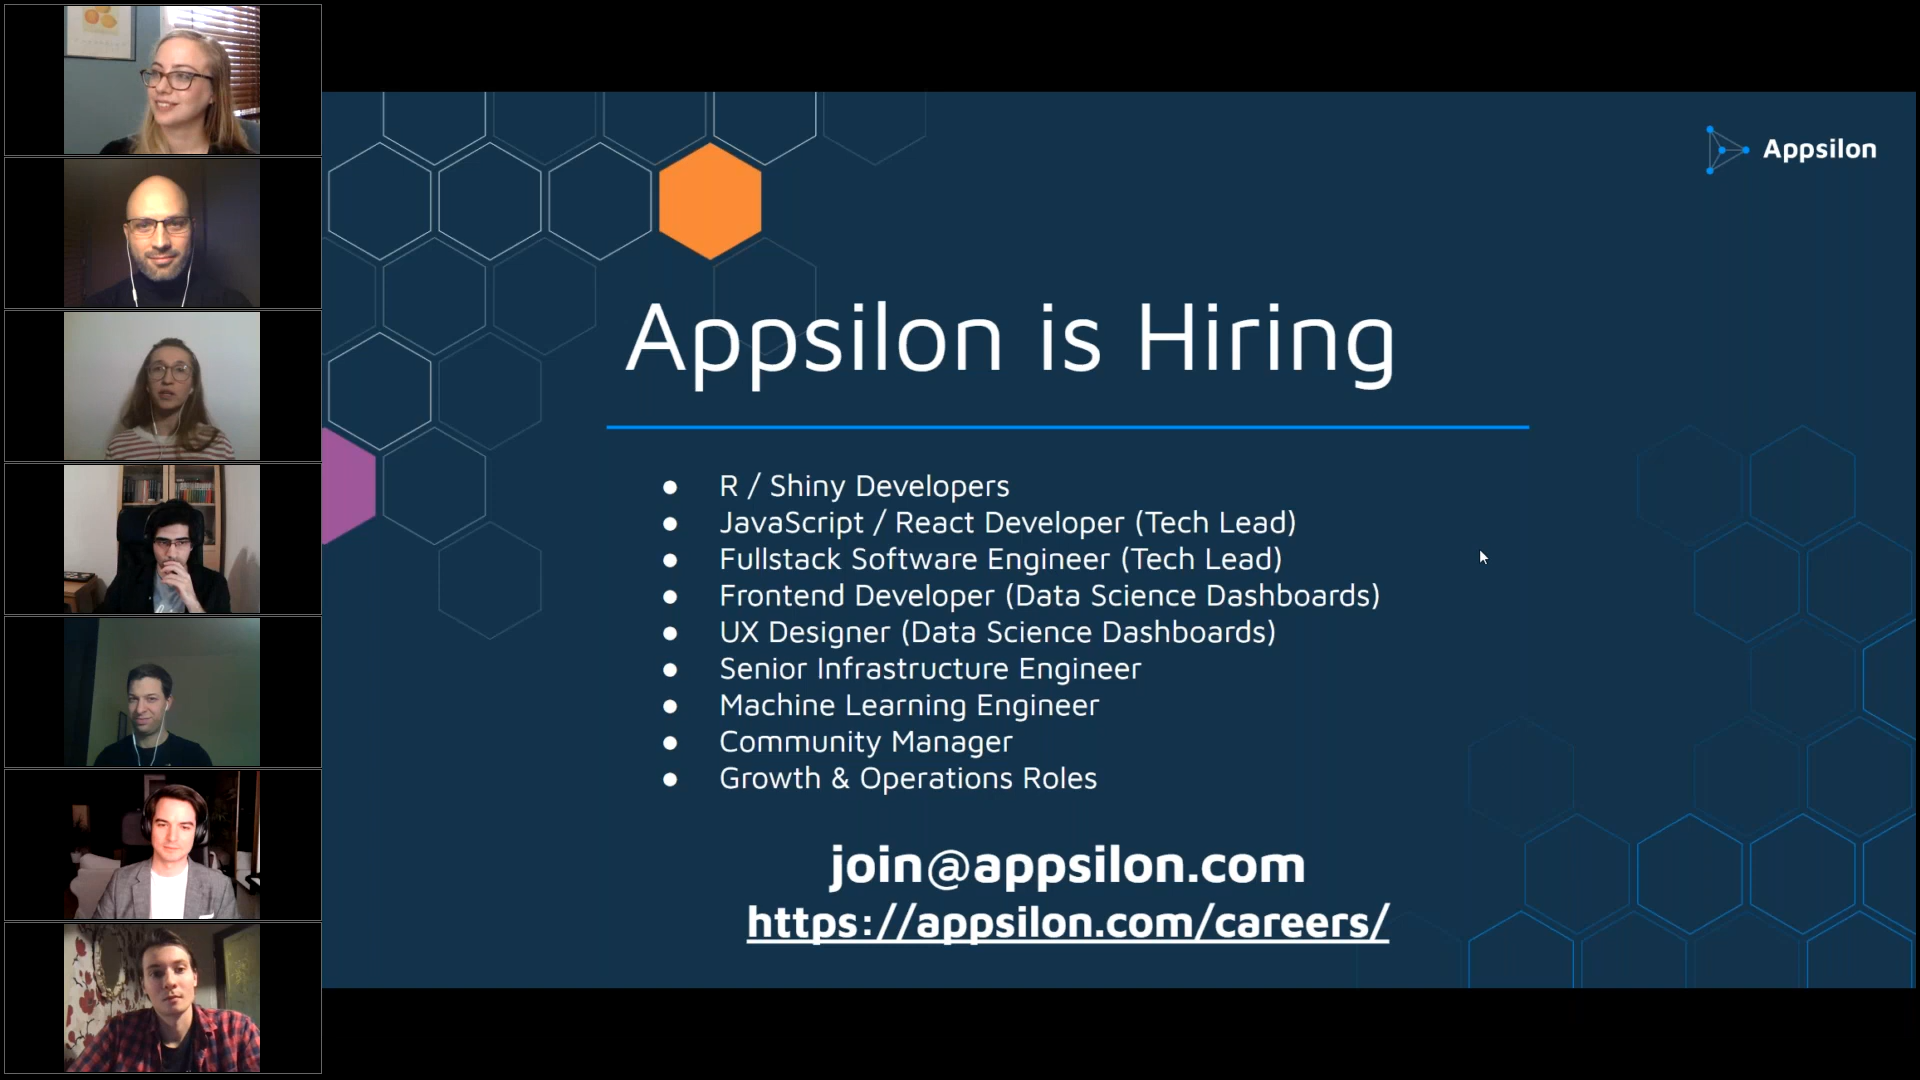 Appsilon
Appsilon is Hiring
● R / Shiny Developers
● JavaScript / React Developer (Tech Lead)
● Fullstack Software Engineer (Tech Lead)
● Frontend Developer (Data Science Dashboards)
● UX Designer (Data Science Dashboards)
● Senior Infrastructure Engineer
● Machine Learning Engineer
● Community Manager
● Growth & Operations Roles
join@appsilon.com
https://appsilon.com/careers/